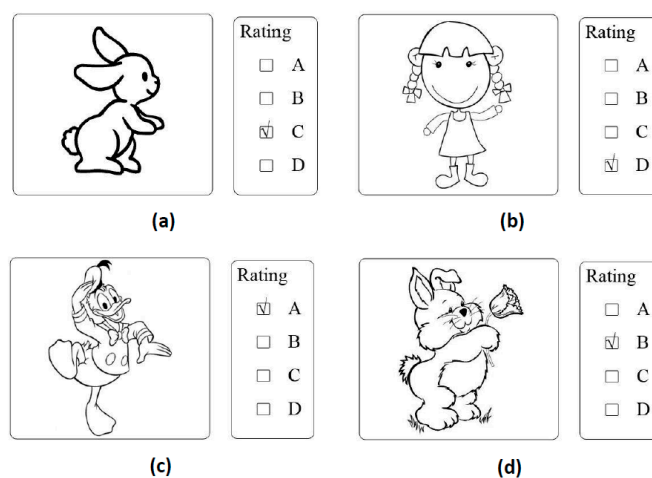 Rating
A
B
√ C
D
(a)
Rating
A
B
C
√ D
(b)
Rating
√ A
B
C
D
(c)
Rating
A
√ B
C
D
(d)